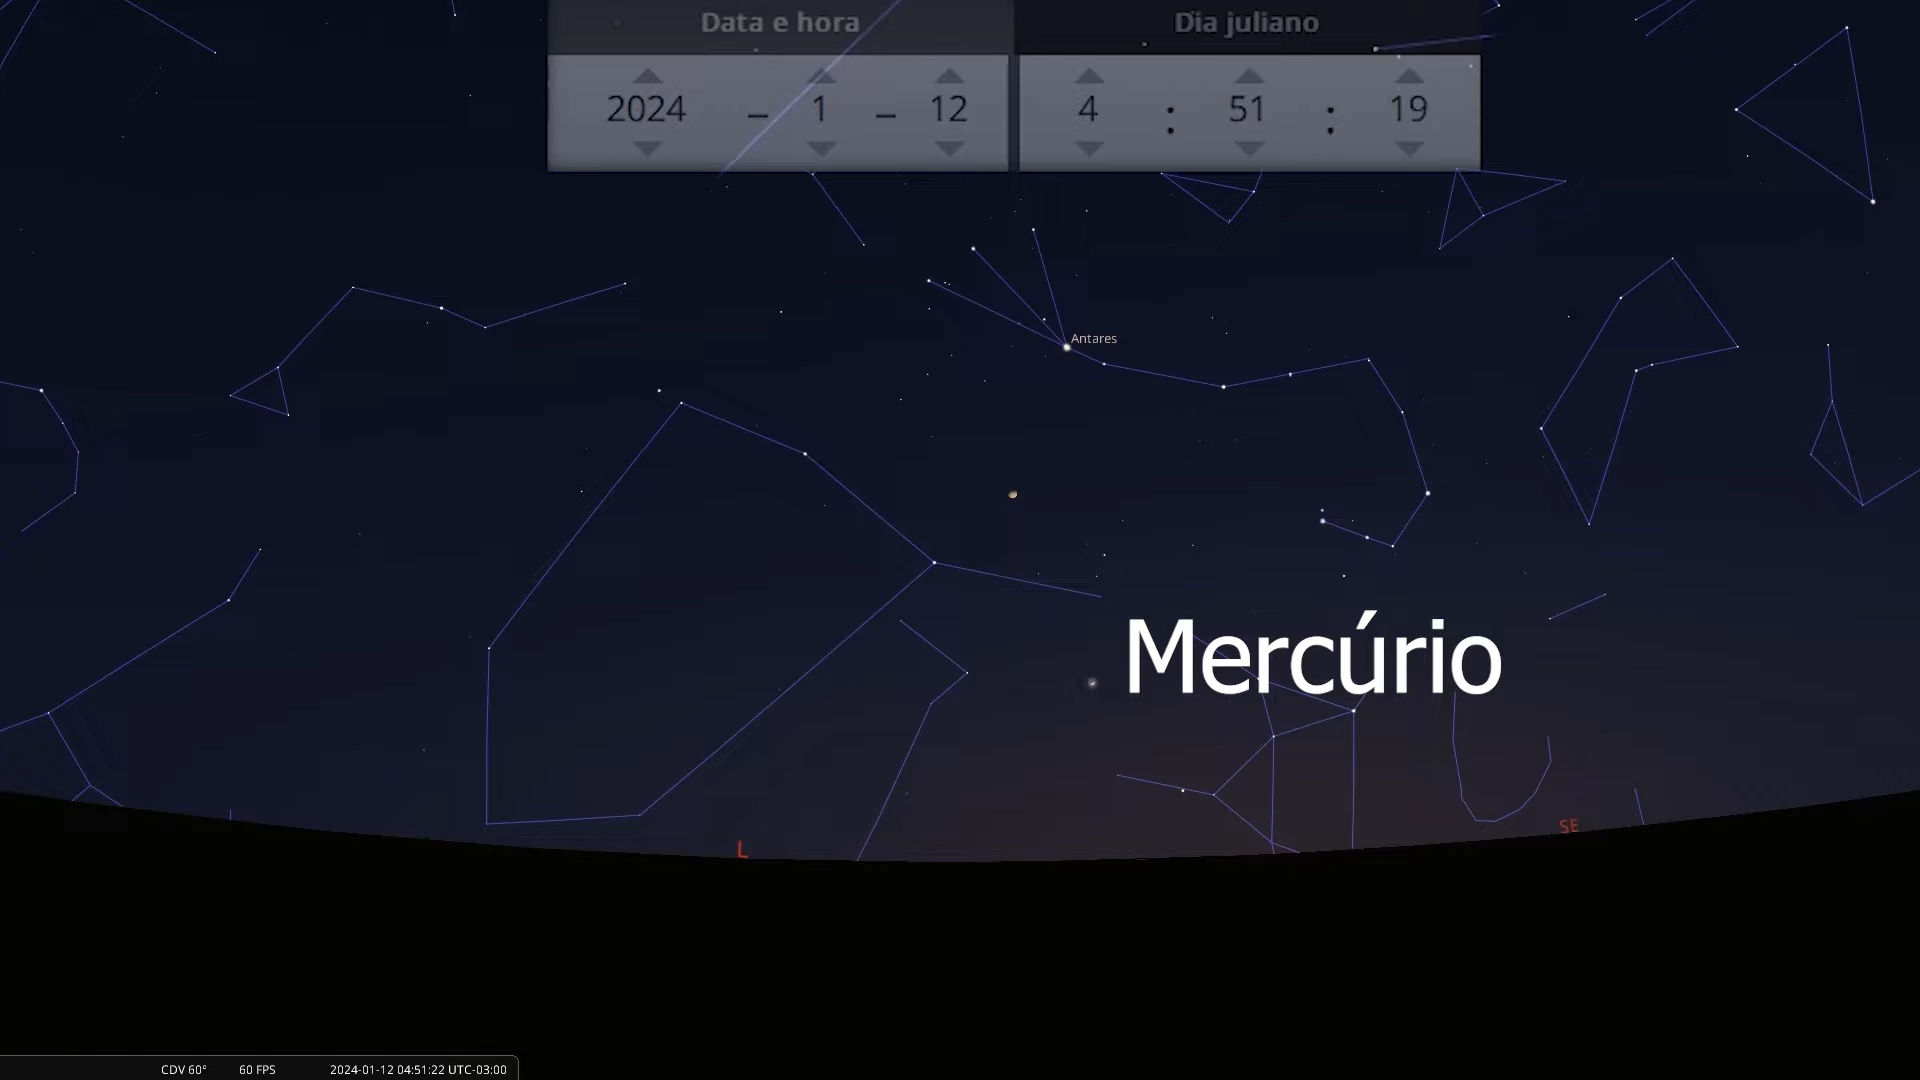 Data e hora Dia juliano
2024 – 1 – 12 4 : 51 : 19
Antares
Mercúrio
SE
L
CDV 60° 60 FPS 2024-01-12 04:51:22 UTC-03:00